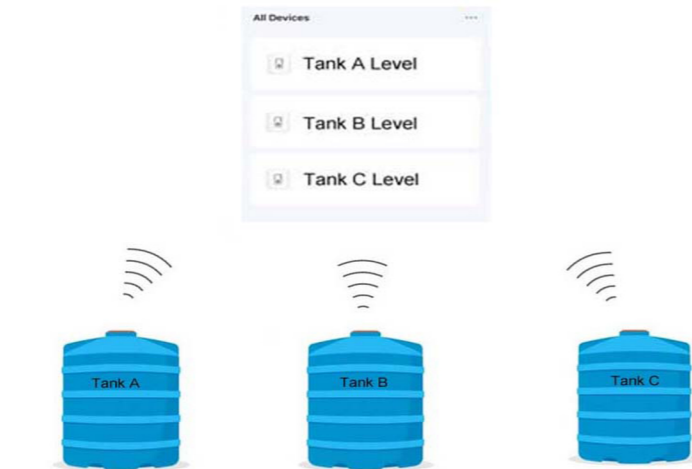 All Devices
Tank A Level
Tank B Level
Tank C Level
Tank A
Tank B
Tank C